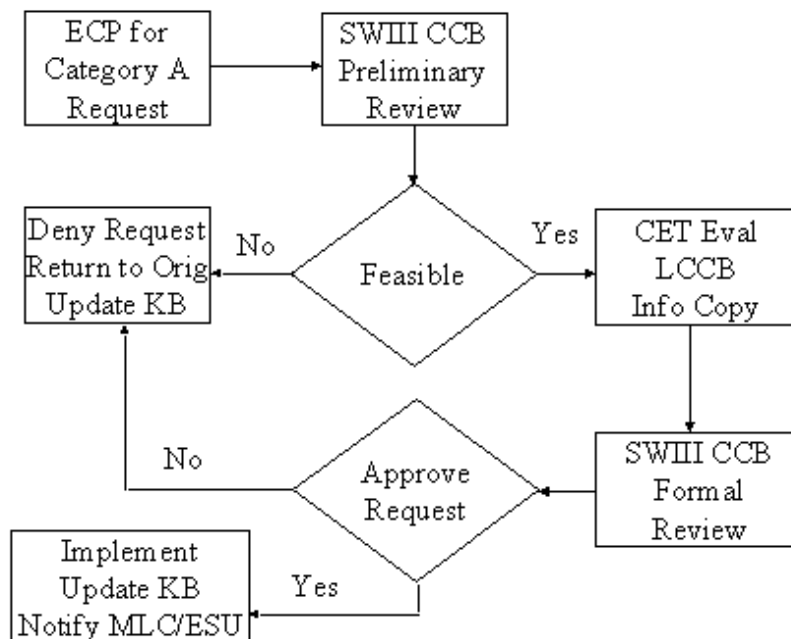 ECP for
Category A
Request
SWIII CCB
Preliminary
Review
Deny Request
Return to Orig
Update KB
No
Feasible
Yes
CET Eval
LCCB
Info Copy
No
Approve
Request
SWIII CCB
Formal
Review
Implement
Update KB
Notify MLC/ESU
Yes